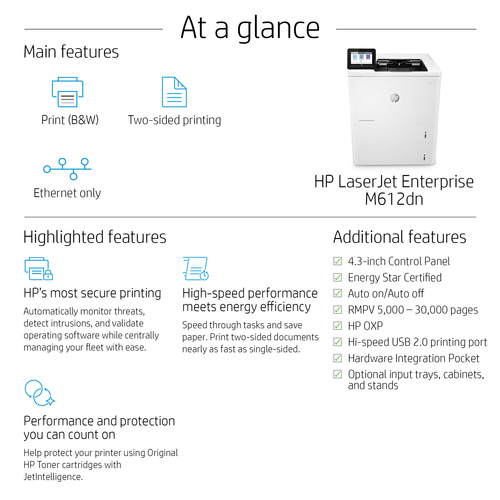 At a glance
Main features
Print (B&W)
Two-sided printing
Ethernet only
hp
HP LaserJet Enterprise
M612dn
Highlighted features
HP's most secure printing
Automatically monitor threats,
detect intrusions, and validate
operating software while centrally
managing your fleet with ease.
High-speed performance
meets energy efficiency
Speed through tasks and save
paper. Print two-sided documents
nearly as fast as single-sided.
Performance and protection
you can count on
Help protect your printer using Original
HP Toner cartridges with
JetIntelligence.
Additional features
4.3-inch Control Panel
Energy Star Certified
Auto on/Auto off
RMPV 5,000 – 30,000 pages
HP OXP
Hi-speed USB 2.0 printing port
Hardware Integration Pocket
Optional input trays, cabinets,
and stands